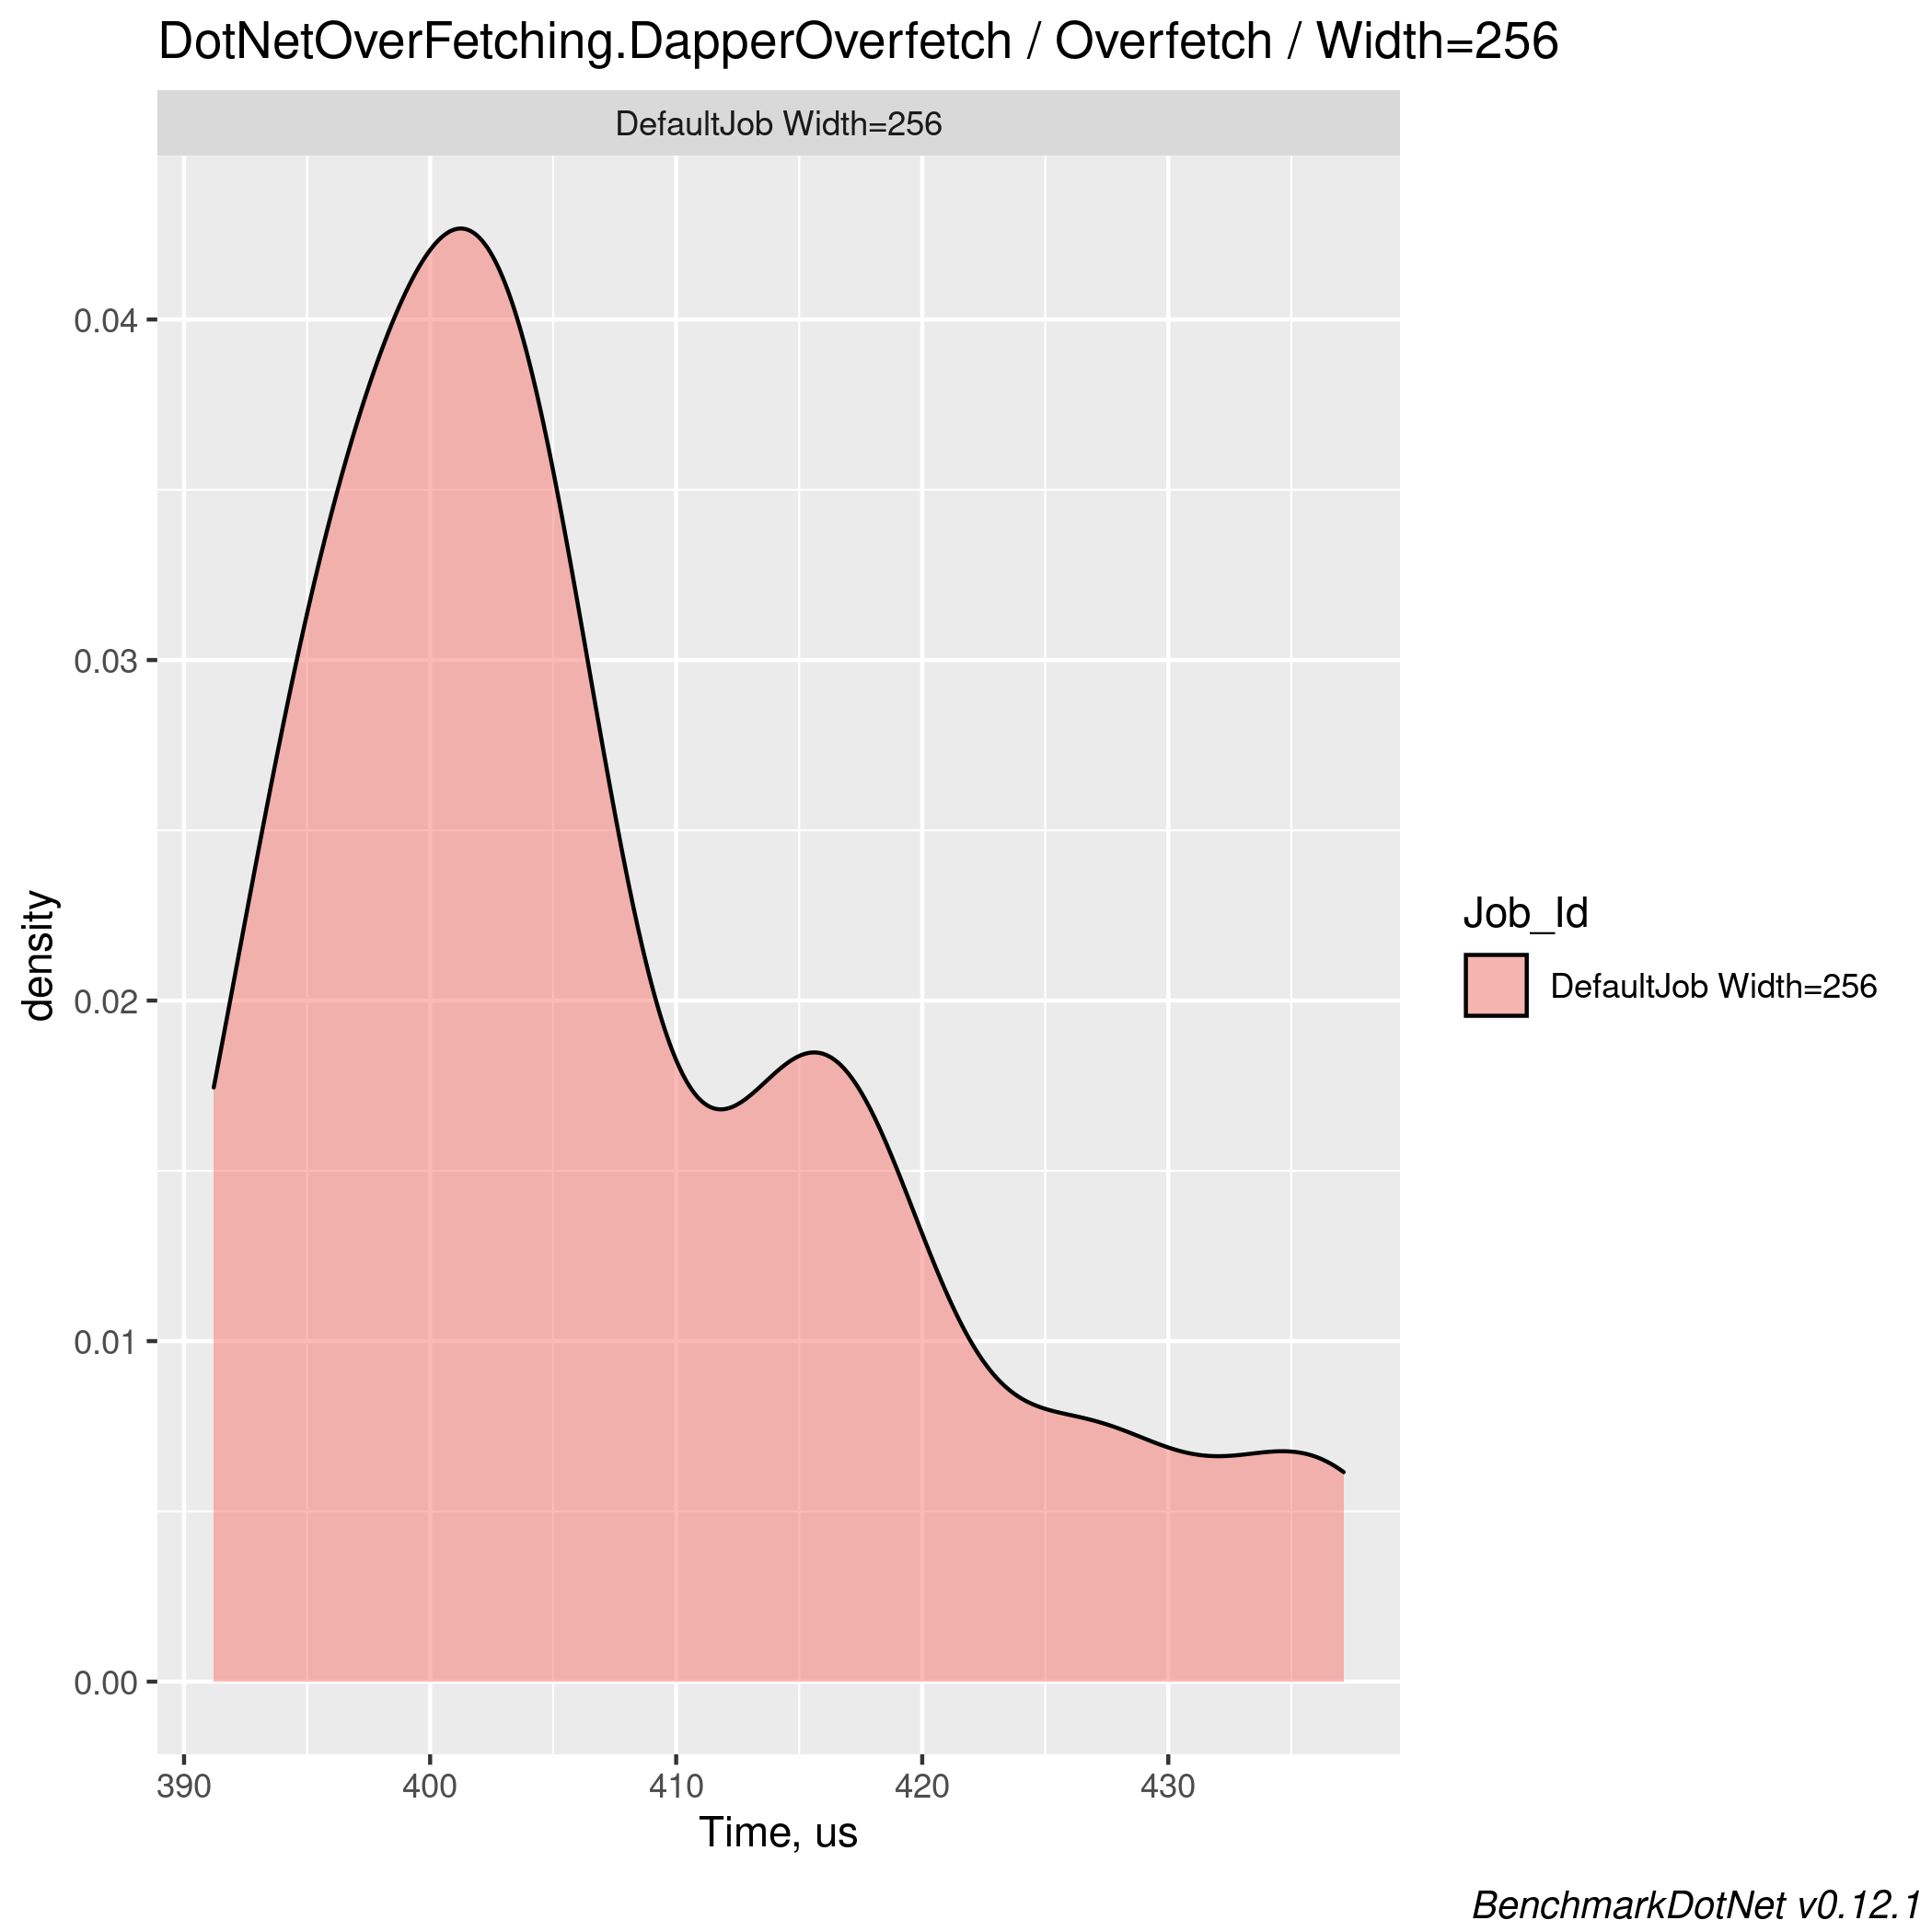 DotNetOverFetching.DapperOverfetch / Overfetch / Width=256
DefaultJob Width=256
density
0.04
0.03
0.02
0.01
0.00
390
400
410
420
430
Time, us
Job_Id
DefaultJob Width=256
BenchmarkDotNet v0.12.1